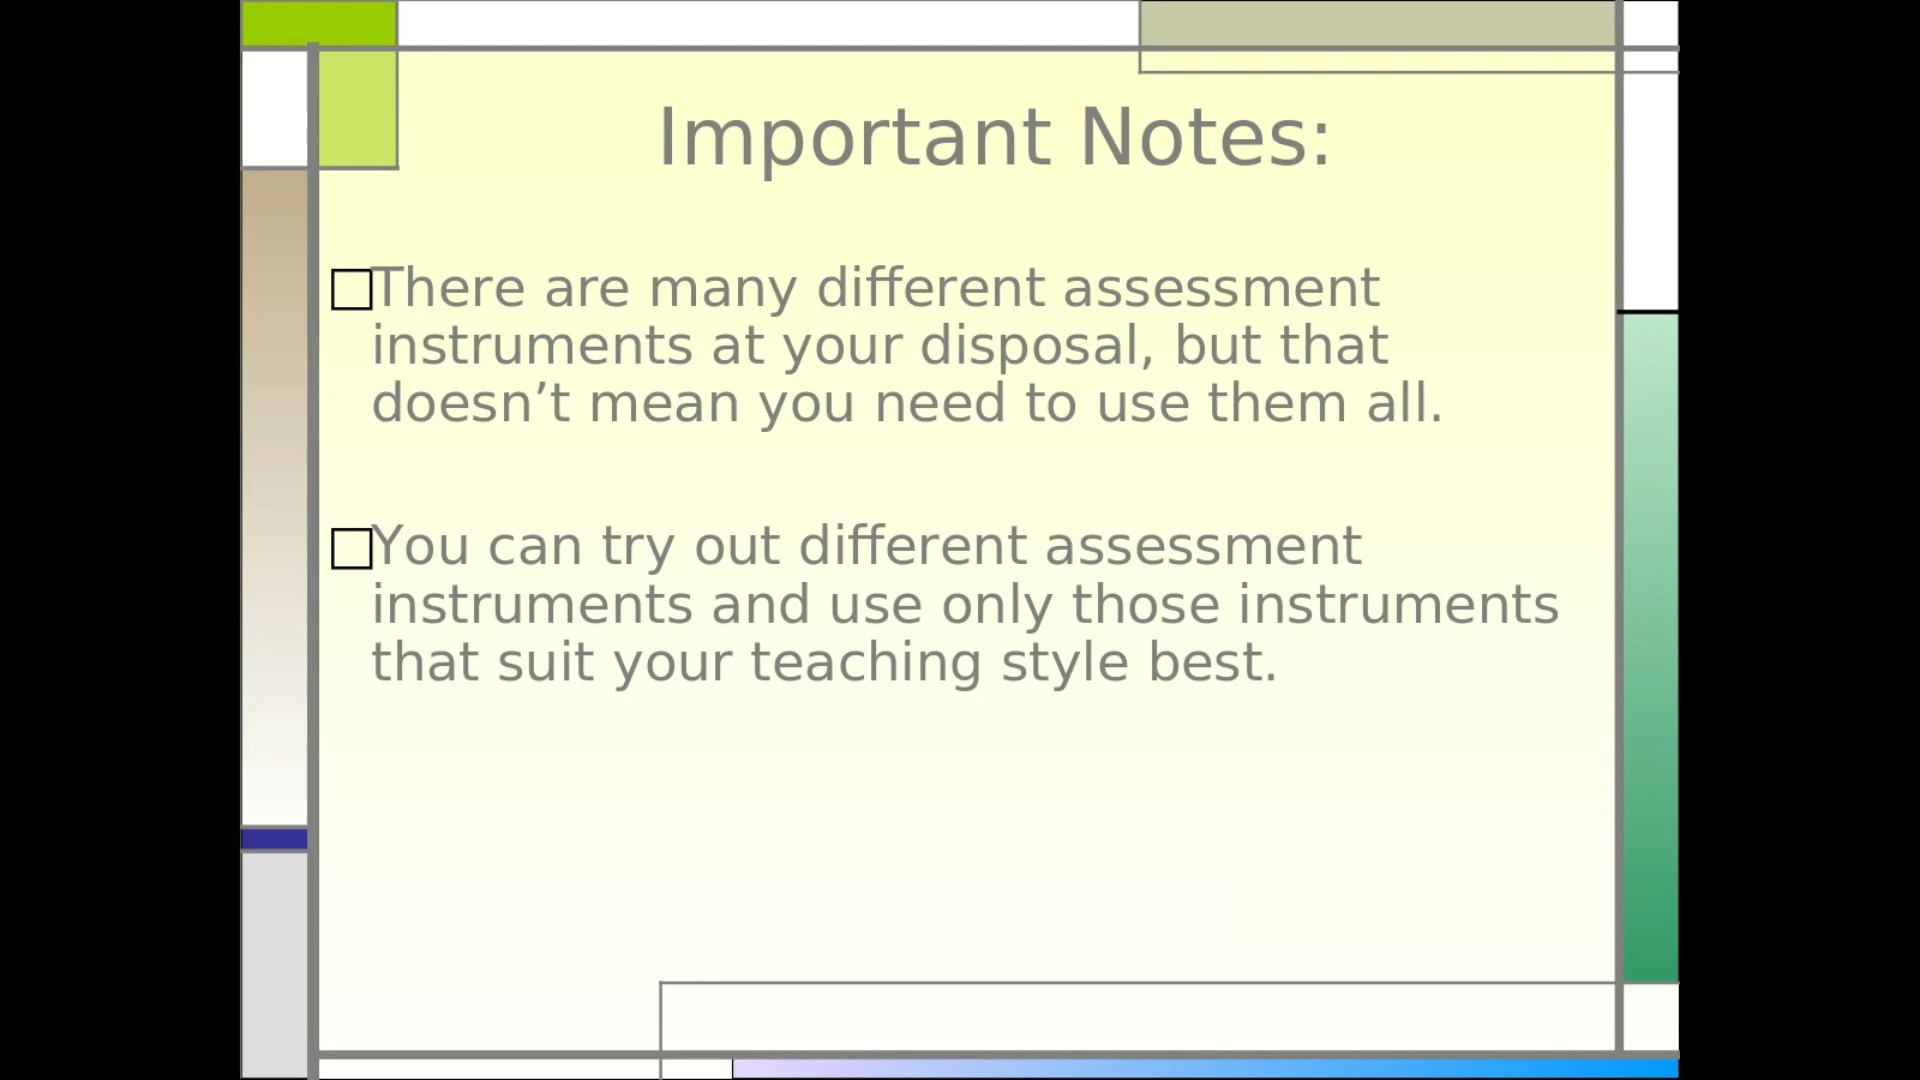 Important Notes:
There are many different assessment
instruments at your disposal, but that
doesn’t mean you need to use them all.
You can try out different assessment
instruments and use only those instruments
that suit your teaching style best.